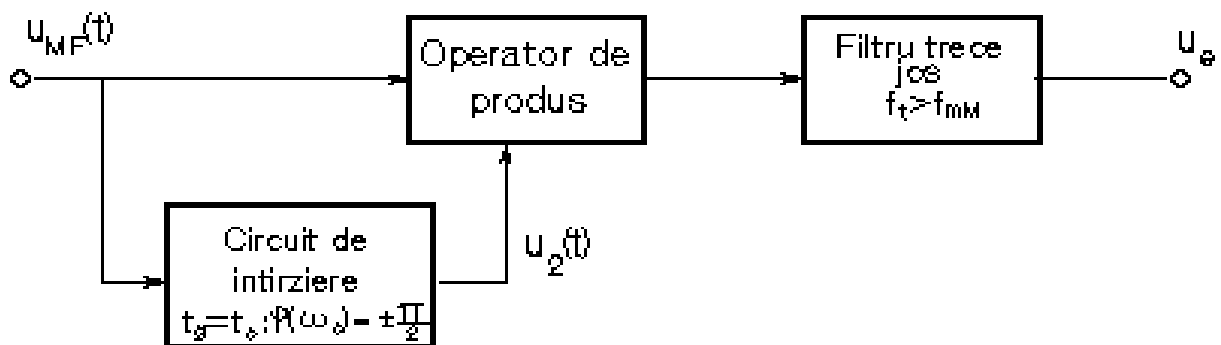 u_MF(t)
Operator de
produs
Filtru trece
jos
f_t>f_mM
u_e
Circuit de
intirziere
t_g=t_o;φ(ω_o)=±π/2
u_2(t)